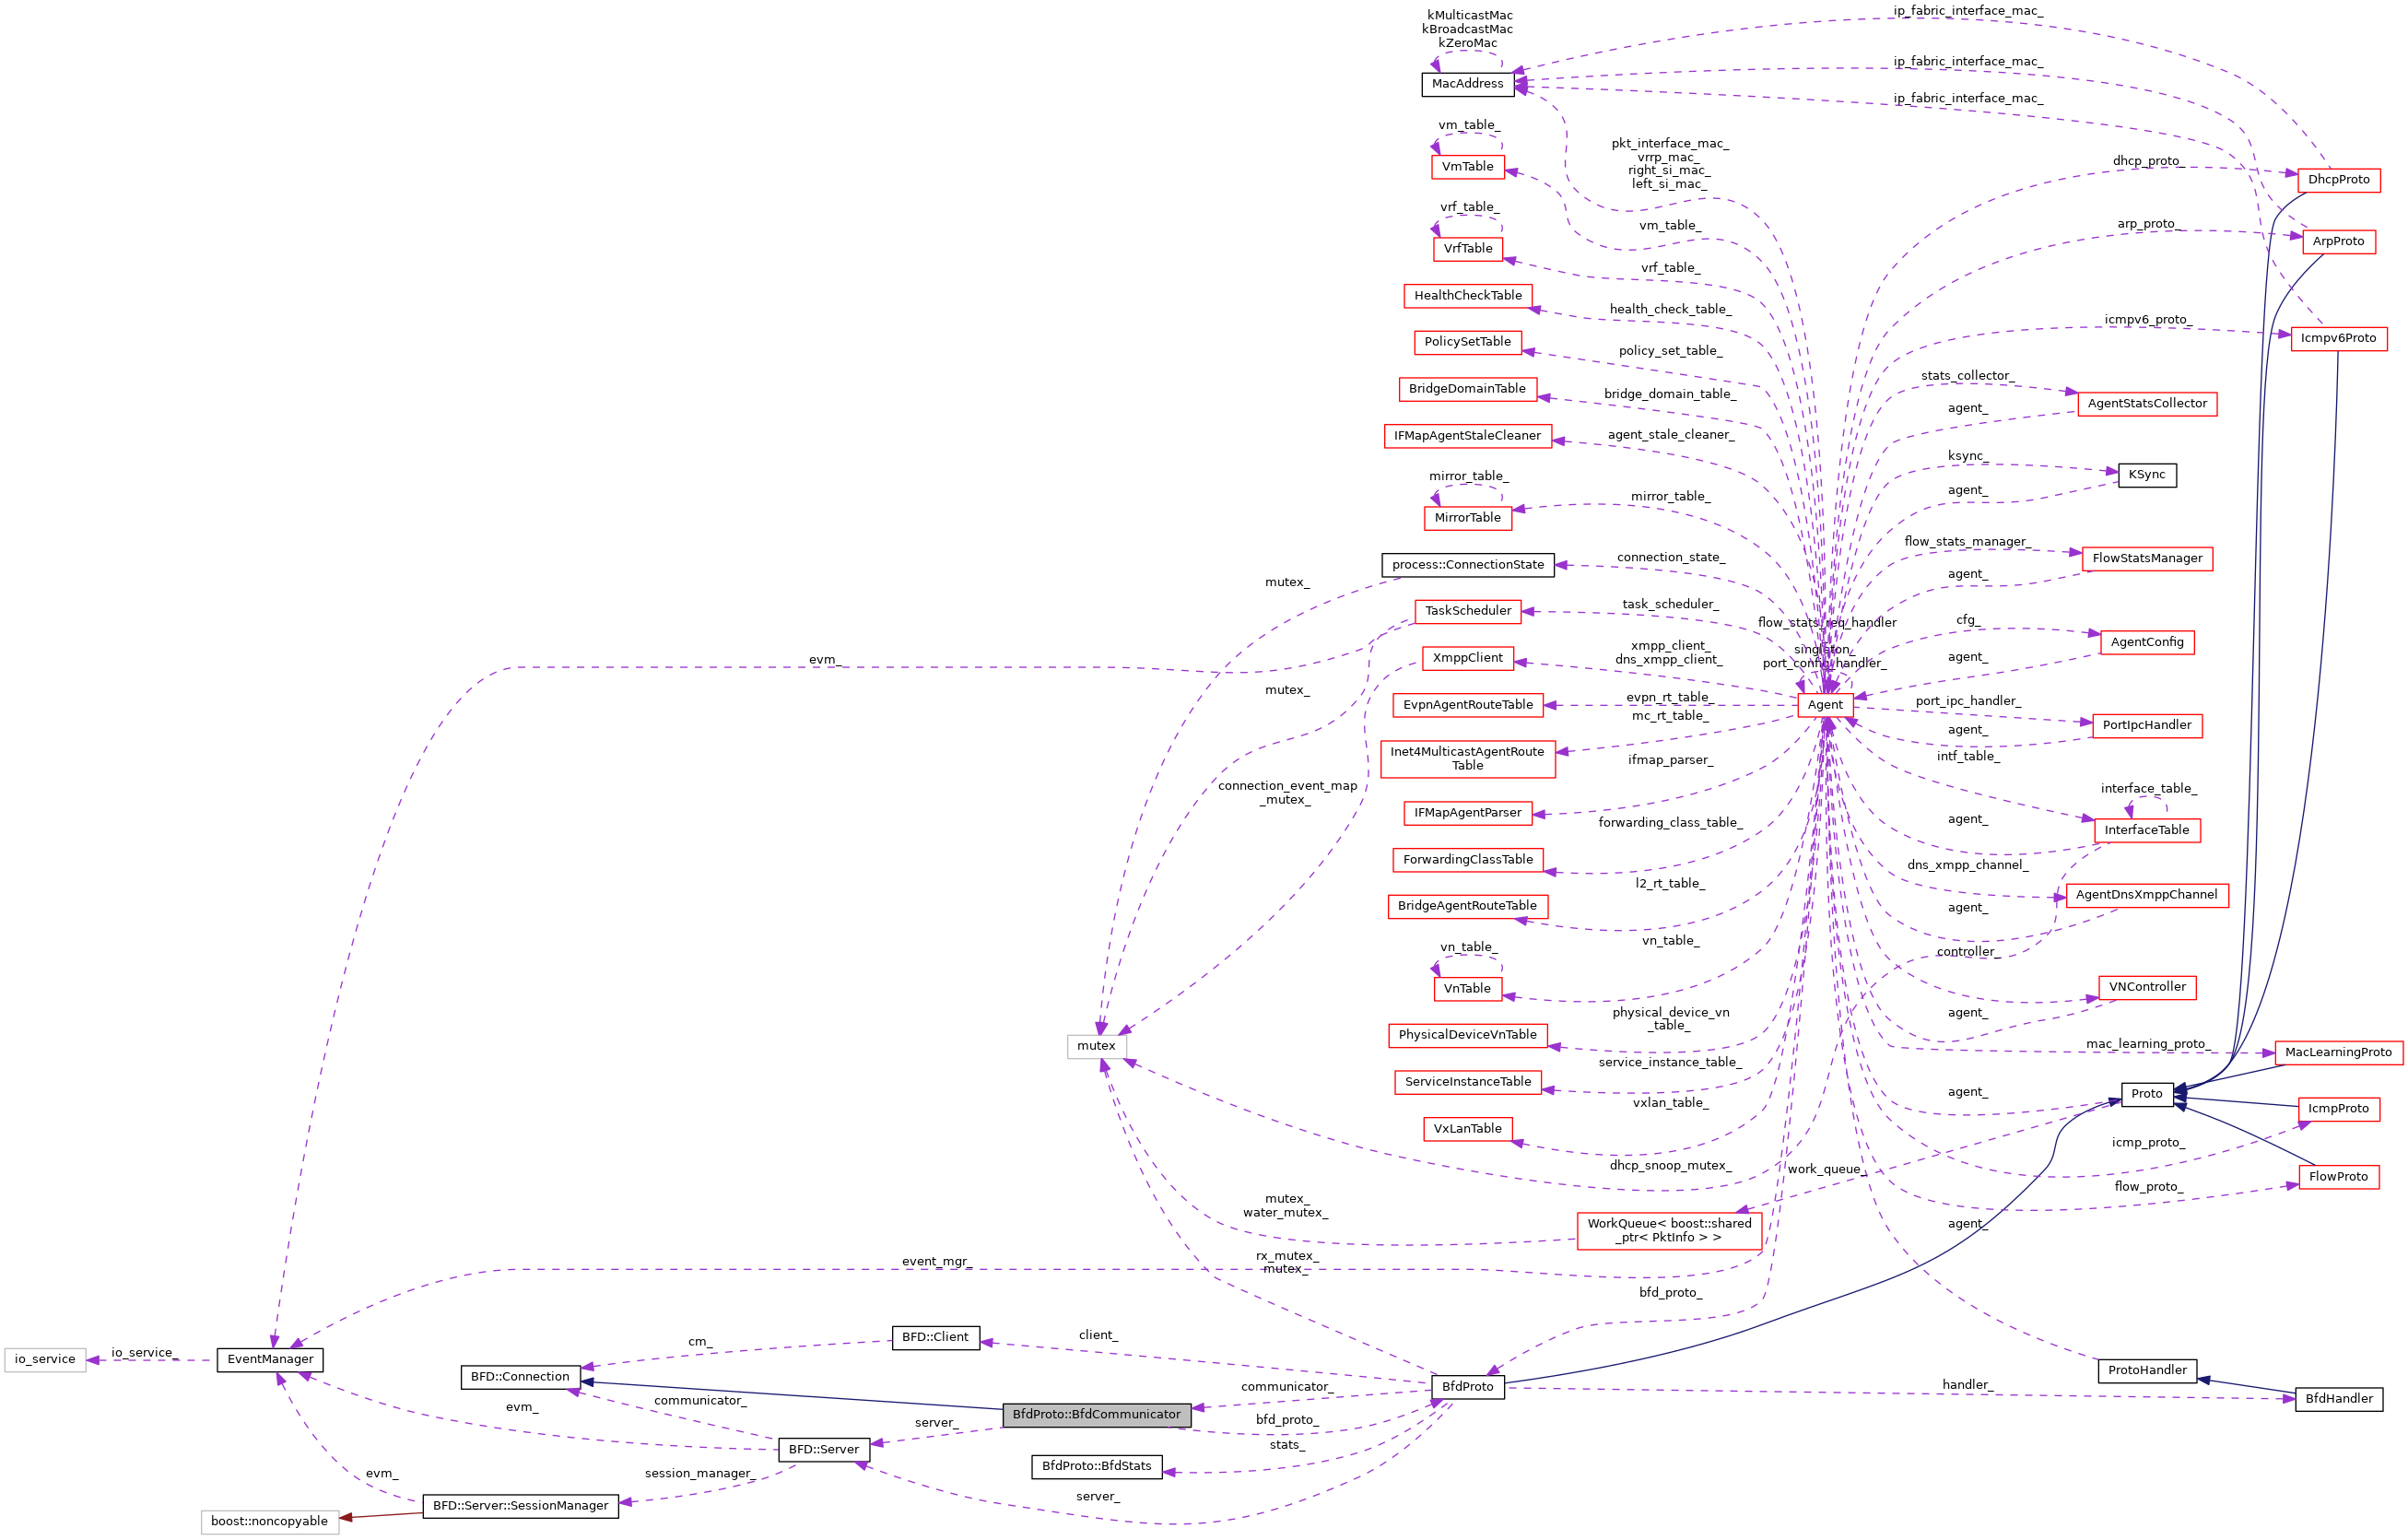 kMulticastMac
kBroadcastMac
kZeroMac
MacAddress
ip_fabric_interface_mac_
ip_fabric_interface_mac_
ip_fabric_interface_mac_
pkt_interface_mac_
vrrp_mac_
right_si_mac_
left_si_mac_
dhcp_proto_
DhcpProto
vm_table_
VmTable
vm_table_
arp_proto_
ArpProto
vrf_table_
VrfTable
vrf_table_
HealthCheckTable
health_check_table_
icmpv6_proto_
Icmpv6Proto
PolicySetTable
policy_set_table_
BridgeDomainTable
bridge_domain_table_
stats_collector_
agent_
AgentStatsCollector
IFMapAgentStaleCleaner
agent_stale_cleaner_
ksync_
agent_
KSync
mirror_table_
MirrorTable
mirror_table_
flow_stats_manager_
agent_
FlowStatsManager
process::ConnectionState
connection_state_
mutex_
TaskScheduler
task_scheduler_
flow_stats_req_handler
singleton_
port_config_handler_
cfg_
agent_
AgentConfig
evm_
mutex_
XmppClient
xmpp_client_
dns_xmpp_client_
EvpnAgentRouteTable
evpn_rt_table_
Agent
port_ipc_handler_
agent_
PortIpcHandler
Inet4MulticastAgentRoute
Table
mc_rt_table_
connection_event_map
_mutex_
intf_table_
interface_table_
InterfaceTable
agent_
IFMapAgentParser
ifmap_parser_
ForwardingClassTable
forwarding_class_table_
dns_xmpp_channel_
AgentDnsXmppChannel
agent_
BridgeAgentRouteTable
l2_rt_table_
vn_table_
VnTable
vn_table_
controller_
VNController
agent_
PhysicalDeviceVnTable
physical_device_vn
_table_
mutex
mac_learning_proto_
MacLearningProto
ServiceInstanceTable
service_instance_table_
Proto
agent_
IcmpProto
icmp_proto_
VxLanTable
vxlan_table_
dhcp_snoop_mutex_
work_queue_
flow_proto_
FlowProto
mutex_
water_mutex_
WorkQueue< boost::shared
_ptr< PktInfo > >
agent_
event_mgr_
rx_mutex_
mutex_
bfd_proto_
io_service
io_service_
EventManager
BFD::Client
cm_
client_
BFD::Connection
communicator_
evm_
BfdProto::BfdCommunicator
communicator_
bfd_proto_
BfdProto
handler_
ProtoHandler
BfdHandler
server_
BFD::Server
stats_
BfdProto::BfdStats
session_manager_
evm_
BFD::Server::SessionManager
server_
boost::noncopyable